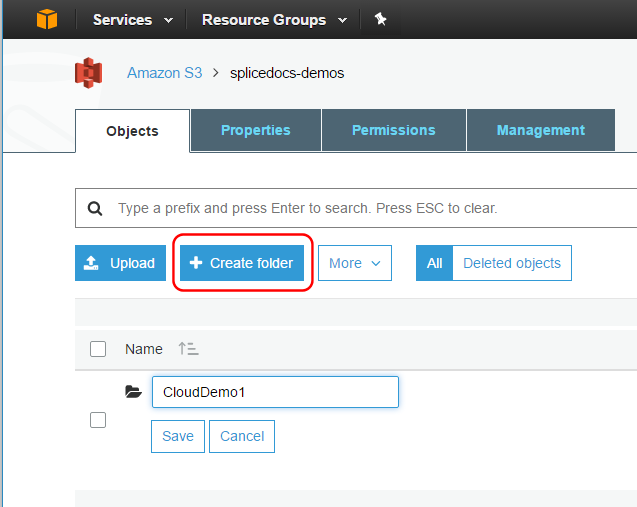 Services Resource Groups
Amazon S3 > splicedocs-demos
Objects Properties Permissions Management
Type a prefix and press Enter to search. Press ESC to clear.
Upload + Create folder More All Deleted objects
Name
CloudDemo1
Save Cancel